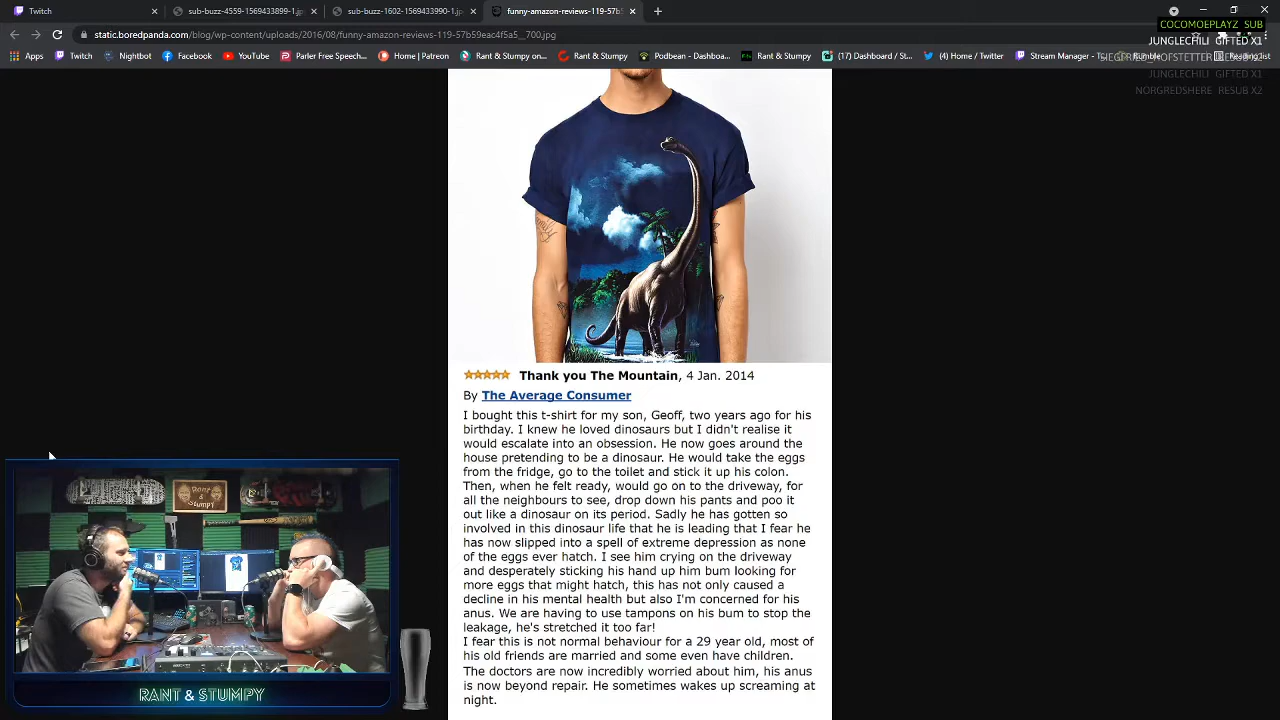 Twitch
sub-buzz-4559-1569433899-1.jpg
sub-buzz-1602-1569433990-1.jpg
funny-amazon-reviews-119-57b5
COCOMOEPLAYZ SUB
static.boredpanda.com/blog/wp-content/uploads/2016/08/funny-amazon-reviews-119-57b59eac4f5a5__700.jpg
JUNGLECHILI GIFTED X1
Apps
Twitch
Nightbot
Facebook
YouTube
Parler Free Speech...
Home | Patreon
Rant & Stumpy on...
Rant & Stumpy
Podbean - Dashboa...
Rant & Stumpy
(17) Dashboard / St...
(4) Home / Twitter
Stream Manager - T...
Reading list
JUNGLECHILI GIFTED X1
NORGREDSHERE RESUB X2
Thank you The Mountain, 4 Jan. 2014
By The Average Consumer
I bought this t-shirt for my son, Geoff, two years ago for his
birthday. I knew he loved dinosaurs but I didn't realise it
would escalate into an obsession. He now goes around the
house pretending to be a dinosaur. He would take the eggs
from the fridge, go to the toilet and stick it up his colon.
Then, when he felt ready, would go on to the driveway, for
all the neighbours to see, drop down his pants and poo it
out like a dinosaur on its period. Sadly he has gotten so
involved in this dinosaur life that he is leading that I fear he
has now slipped into a spell of extreme depression as none
of the eggs ever hatch. I see him crying on the driveway
and desperately sticking his hand up him bum looking for
more eggs that might hatch, this has not only caused a
decline in his mental health but also I'm concerned for his
anus. We are having to use tampons on his bum to stop the
leakage, he's stretched it too far!
I fear this is not normal behaviour for a 29 year old, most of
his old friends are married and some even have children.
The doctors are now incredibly worried about him, his anus
is now beyond repair. He sometimes wakes up screaming at
night.
RANT & STUMPY